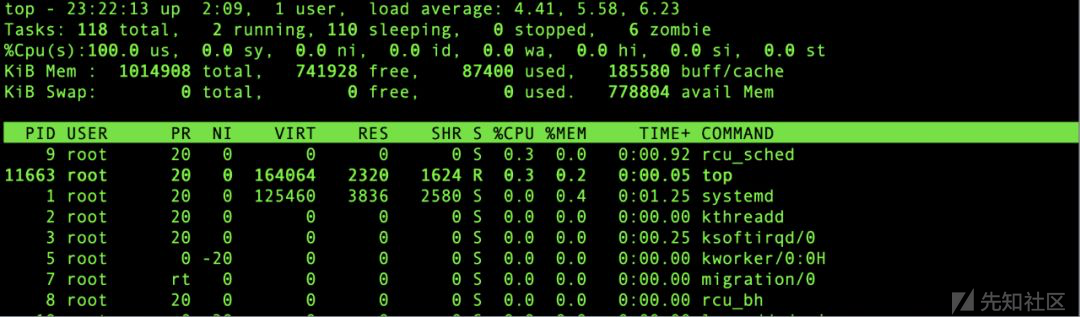 top - 23:22:13 up  2:09,  1 user,  load average: 4.41, 5.58, 6.23
Tasks: 118 total,   2 running, 110 sleeping,   0 stopped,   6 zombie
%Cpu(s):100.0 us,  0.0 sy,  0.0 ni,  0.0 id,  0.0 wa,  0.0 hi,  0.0 si,  0.0 st
KiB Mem :  1014908 total,   741928 free,    87400 used,   185580 buff/cache
KiB Swap:        0 total,        0 free,        0 used.   778804 avail Mem
PID USER PR NI VIRT RES SHR S %CPU %MEM TIME+ COMMAND
9 root 20 0 0 0 0 S 0.3 0.0 0:00.92 rcu_sched
11663 root 20 0 164064 2320 1624 R 0.3 0.2 0:00.05 top
1 root 20 0 125460 3836 2580 S 0.0 0.4 0:01.25 systemd
2 root 20 0 0 0 0 S 0.0 0.0 0:00.00 kthreadd
3 root 20 0 0 0 0 S 0.0 0.0 0:00.25 ksoftirqd/0
5 root 0 -20 0 0 0 S 0.0 0.0 0:00.00 kworker/0:0H
7 root rt 0 0 0 0 S 0.0 0.0 0:00.00 migration/0
8 root 20 0 0 0 0 S 0.0 0.0 0:00.00 rcu_bh
先知社区